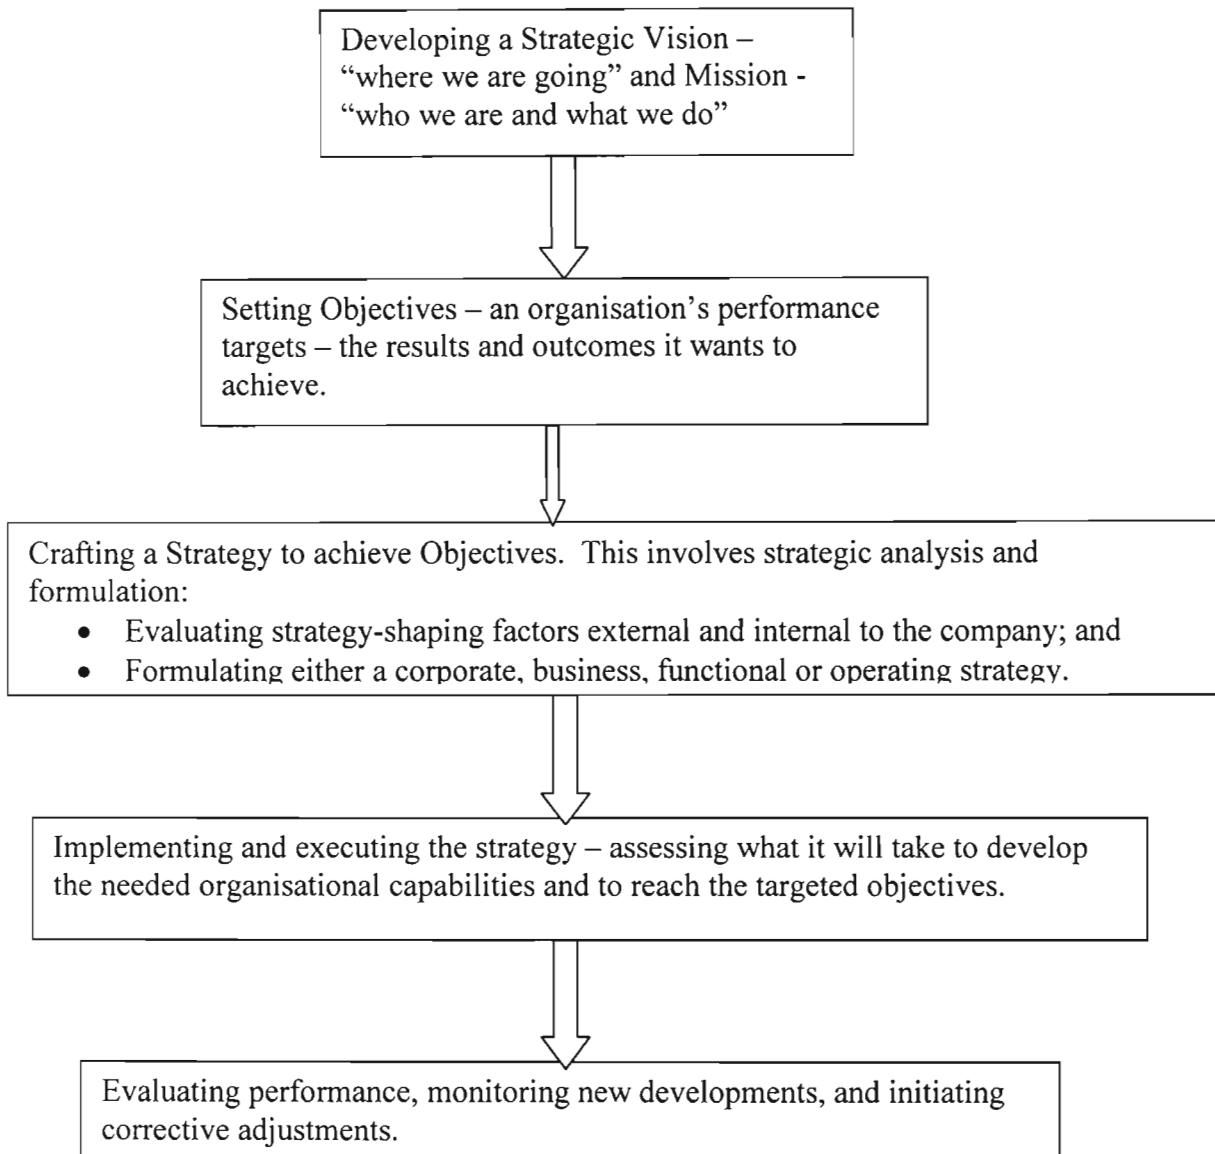 Developing a Strategic Vision –
“where we are going” and Mission -
“who we are and what we do”
Setting Objectives – an organisation’s performance
targets – the results and outcomes it wants to
achieve.
Crafting a Strategy to achieve Objectives.  This involves strategic analysis and
formulation:
• Evaluating strategy-shaping factors external and internal to the company; and
• Formulating either a corporate, business, functional or operating strategy.
Implementing and executing the strategy – assessing what it will take to develop
the needed organisational capabilities and to reach the targeted objectives.
Evaluating performance, monitoring new developments, and initiating
corrective adjustments.